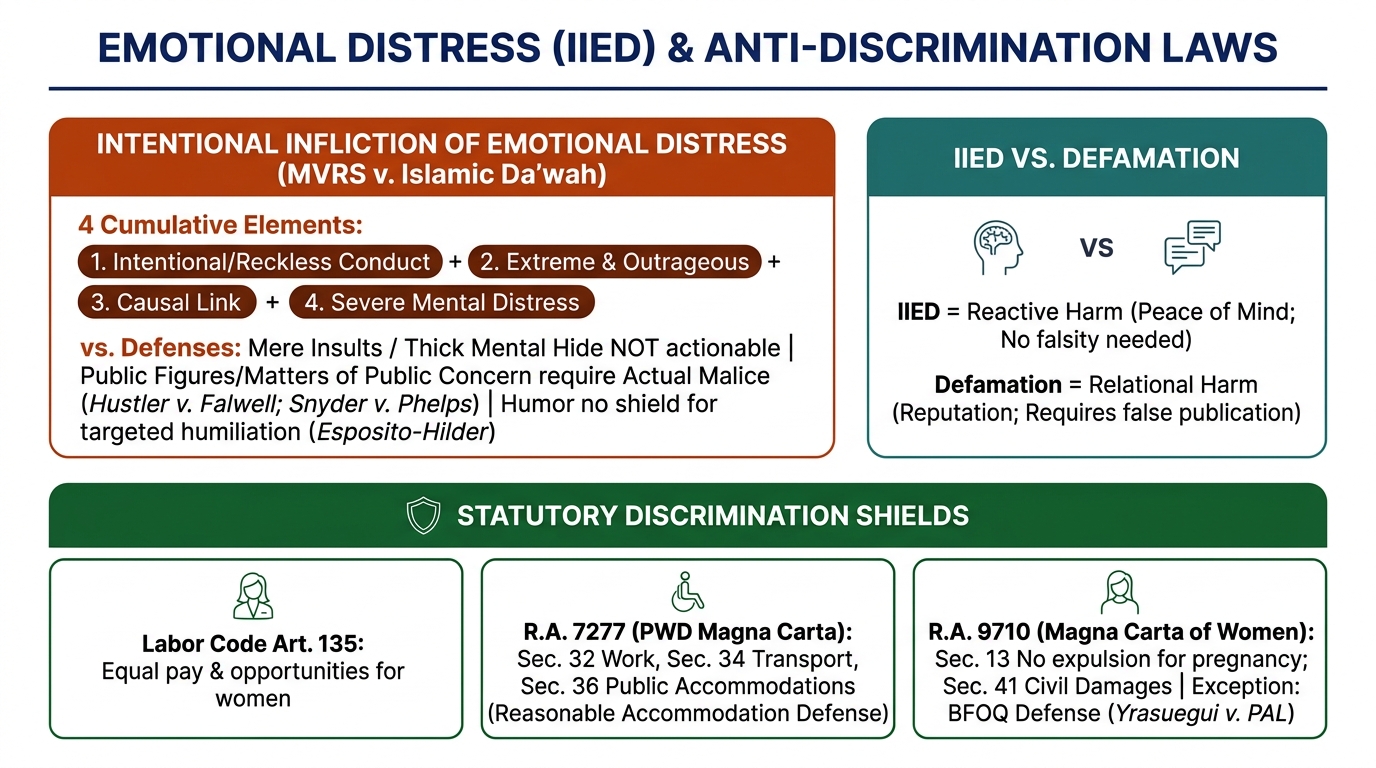 EMOTIONAL DISTRESS (IIED) & ANTI-DISCRIMINATION LAWS
INTENTIONAL INFLICTION OF EMOTIONAL DISTRESS
(MVRS v. Islamic Da’wah)
4 Cumulative Elements:
1. Intentional/Reckless Conduct + 2. Extreme & Outrageous +
3. Causal Link + 4. Severe Mental Distress
vs. Defenses: Mere Insults / Thick Mental Hide NOT actionable |
Public Figures/Matters of Public Concern require Actual Malice
(Hustler v. Falwell; Snyder v. Phelps) | Humor no shield for
targeted humiliation (Esposito-Hilder)
IIED VS. DEFAMATION
VS
IIED = Reactive Harm (Peace of Mind;
No falsity needed)
Defamation = Relational Harm
(Reputation; Requires false publication)
STATUTORY DISCRIMINATION SHIELDS
Labor Code Art. 135:
Equal pay & opportunities for
women
R.A. 7277 (PWD Magna Carta):
Sec. 32 Work, Sec. 34 Transport,
Sec. 36 Public Accommodations
(Reasonable Accommodation Defense)
R.A. 9710 (Magna Carta of Women):
Sec. 13 No expulsion for pregnancy;
Sec. 41 Civil Damages | Exception:
BFOQ Defense (Yrasuegui v. PAL)